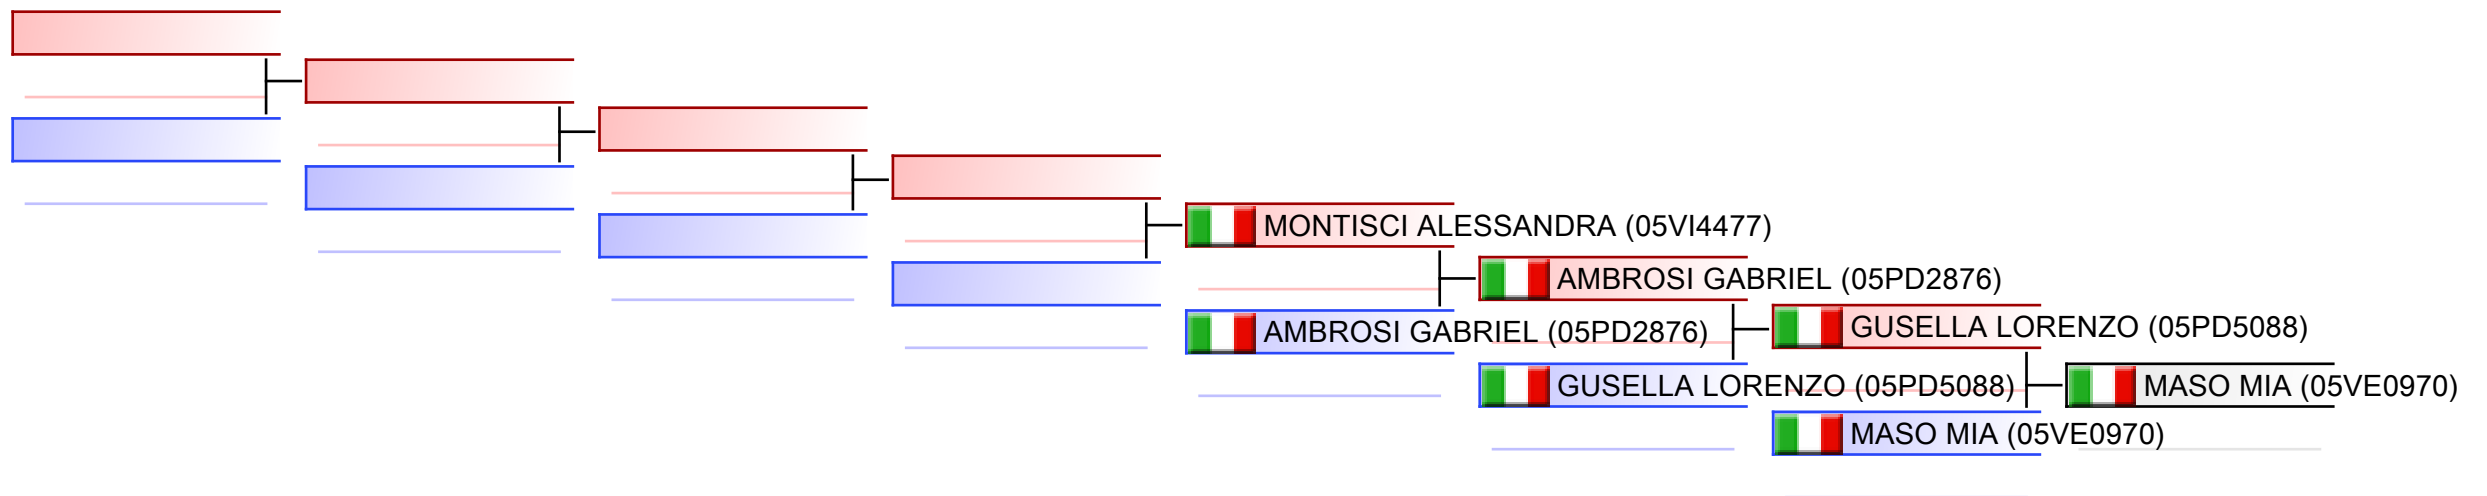 MONTISCI ALESSANDRA (05VI4477)
AMBROSI GABRIEL (05PD2876)
AMBROSI GABRIEL (05PD2876)
GUSELLA LORENZO (05PD5088)
GUSELLA LORENZO (05PD5088)
MASO MIA (05VE0970)
MASO MIA (05VE0970)